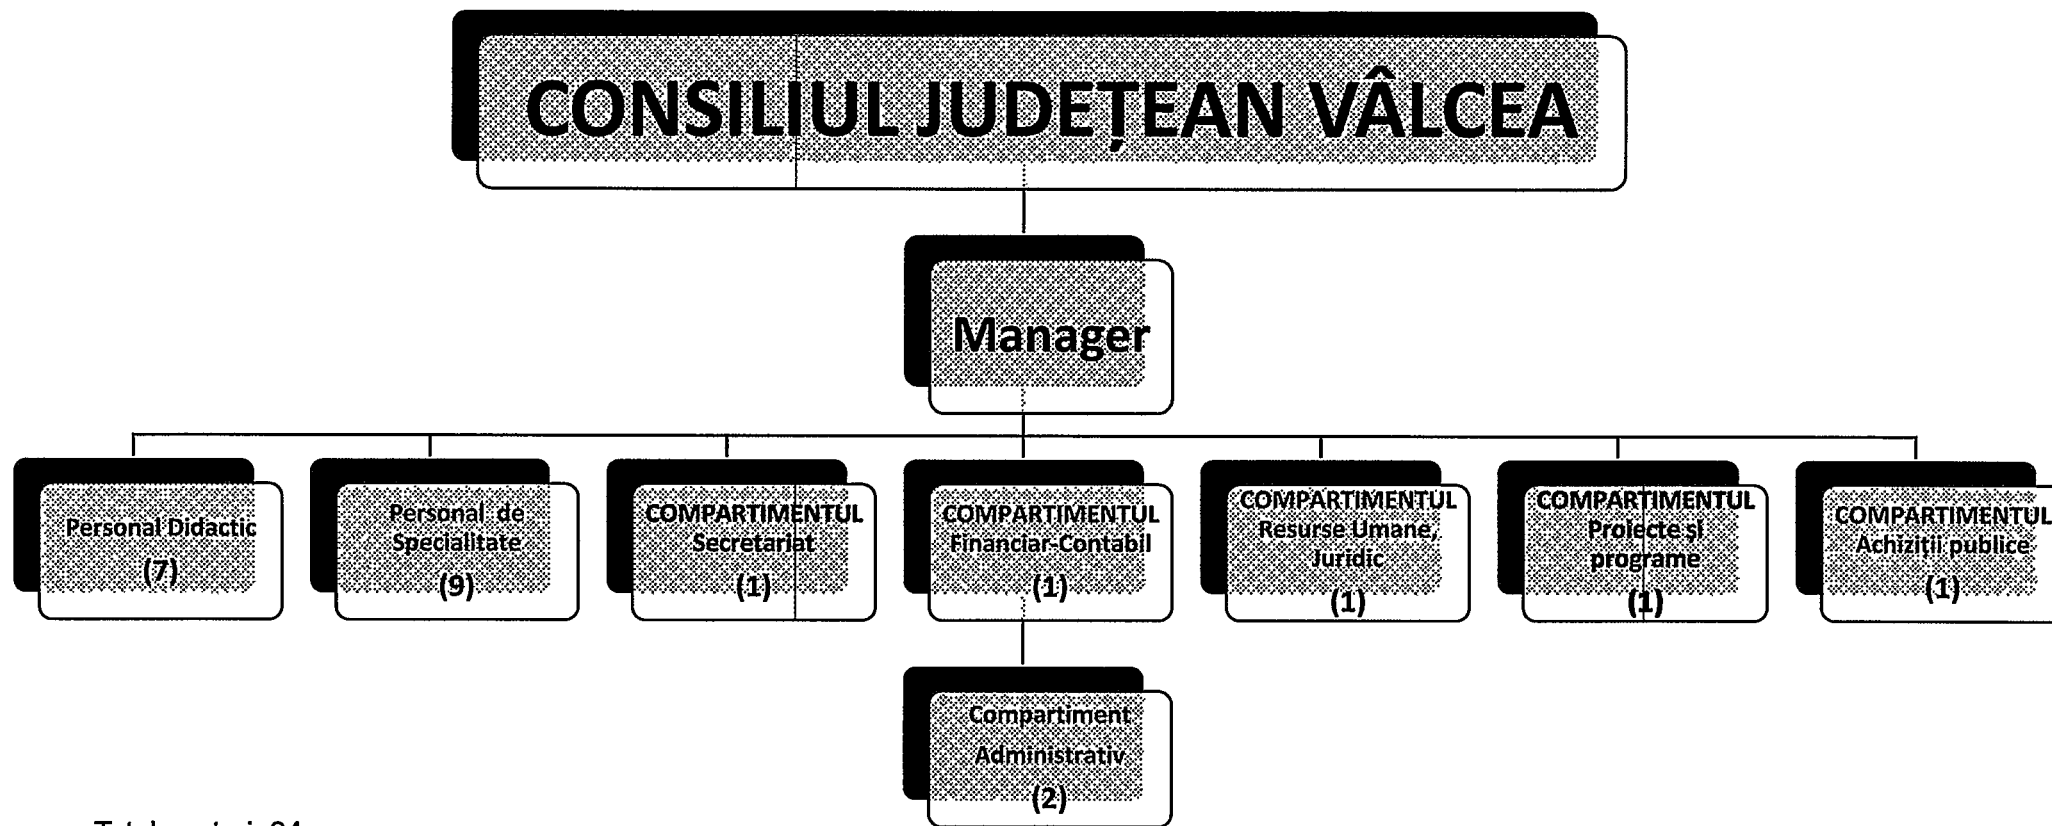 CONSILIUL JUDEȚEAN VÂLCEA
Manager
Personal Didactic
(7)
Personal de
Specialitate
(9)
COMPARTIMENTUL
Secretariat
(1)
COMPARTIMENTUL
Financiar-Contabil
(1)
COMPARTIMENTUL
Resurse Umane,
Juridic
(1)
COMPARTIMENTUL
Proiecte și
programe
(1)
COMPARTIMENTUL
Achiziții publice
(1)
Compartiment
Administrativ
(2)